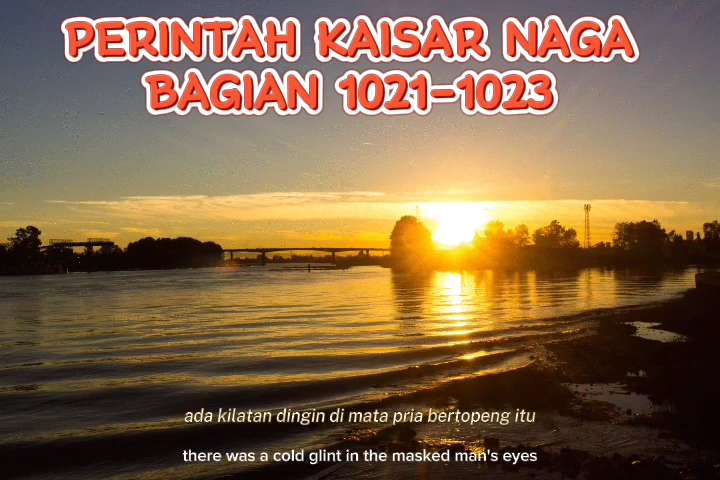 PERINTAH KAISAR NAGA
BAGIAN 1021-1023
ada kilatan dingin di mata pria bertopeng itu
there was a cold glint in the masked man's eyes